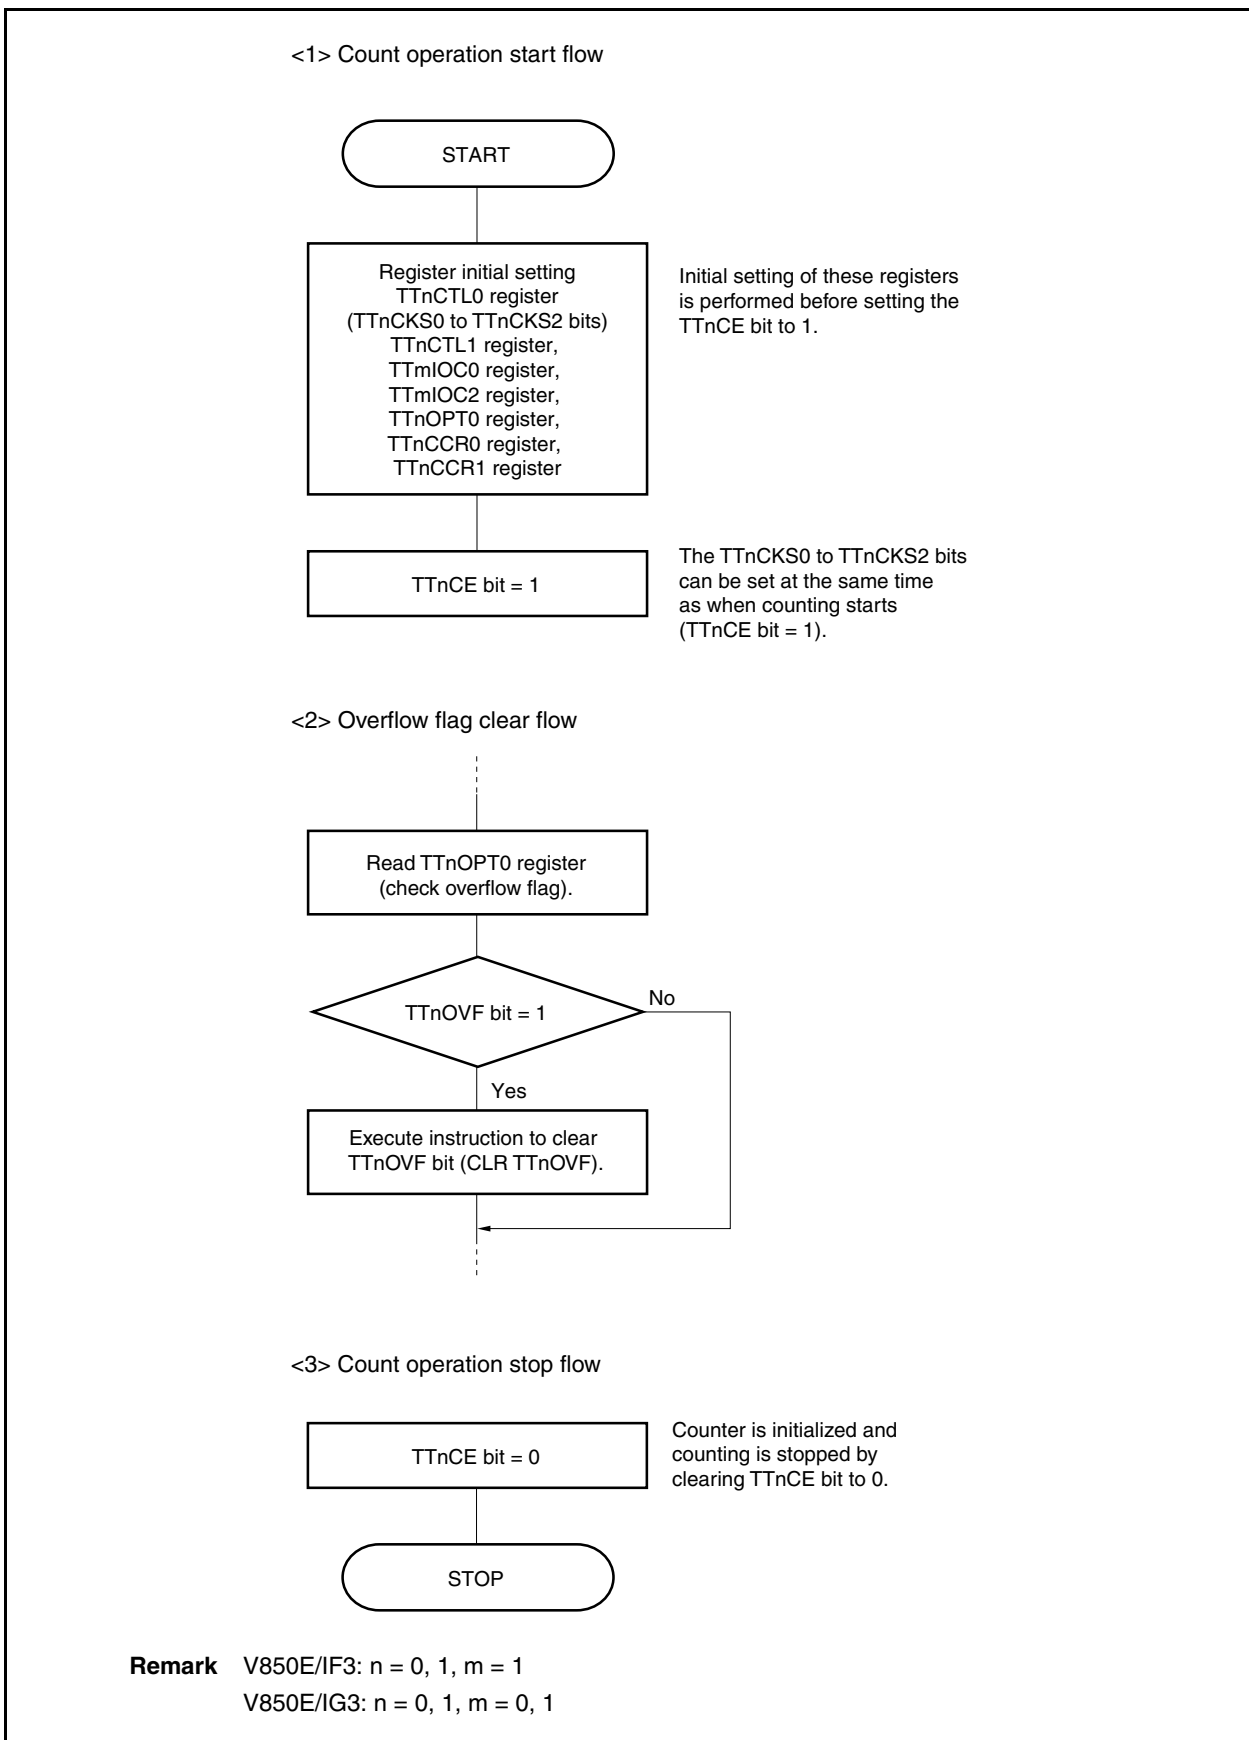 <1> Count operation start flow
START
Register initial setting
TTnCTL0 register
(TTnCKS0 to TTnCKS2 bits)
TTnCTL1 register,
TTmIOC0 register,
TTmIOC2 register,
TTnOPT0 register,
TTnCCR0 register,
TTnCCR1 register
Initial setting of these registers
is performed before setting the
TTnCE bit to 1.
TTnCE bit = 1
The TTnCKS0 to TTnCKS2 bits
can be set at the same time
as when counting starts
(TTnCE bit = 1).
<2> Overflow flag clear flow
Read TTnOPT0 register
(check overflow flag).
TTnOVF bit = 1
No
Yes
Execute instruction to clear
TTnOVF bit (CLR TTnOVF).
<3> Count operation stop flow
TTnCE bit = 0
Counter is initialized and
counting is stopped by
clearing TTnCE bit to 0.
STOP
Remark V850E/IF3: n = 0, 1, m = 1
V850E/IG3: n = 0, 1, m = 0, 1